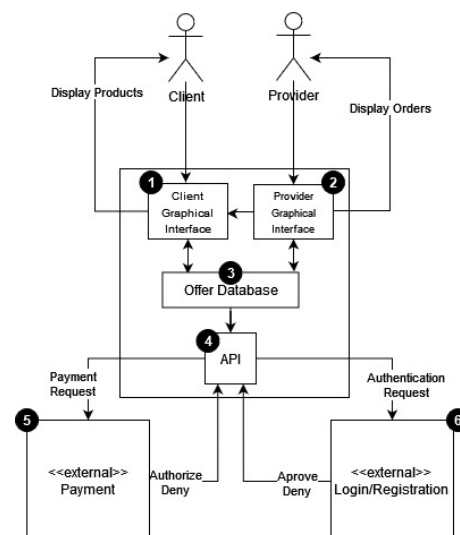 Display Products
Client
Provider
Display Orders
1
Client
Graphical
Interface
2
Provider
Graphical
Interface
3
Offer Database
4
API
Payment
Request
Authentication
Request
5
<<external>>
Payment
Authorize
Deny
Aprove
Deny
6
<<external>>
Login/Registration